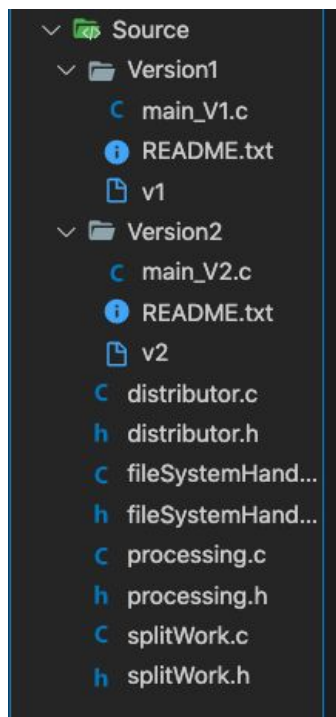 Source
Version1
C main_V1.c
README.txt
v1
Version2
C main_V2.c
README.txt
v2
C distributor.c
h distributor.h
C fileSystemHand...
h fileSystemHand...
C processing.c
h processing.h
C splitWork.c
h splitWork.h